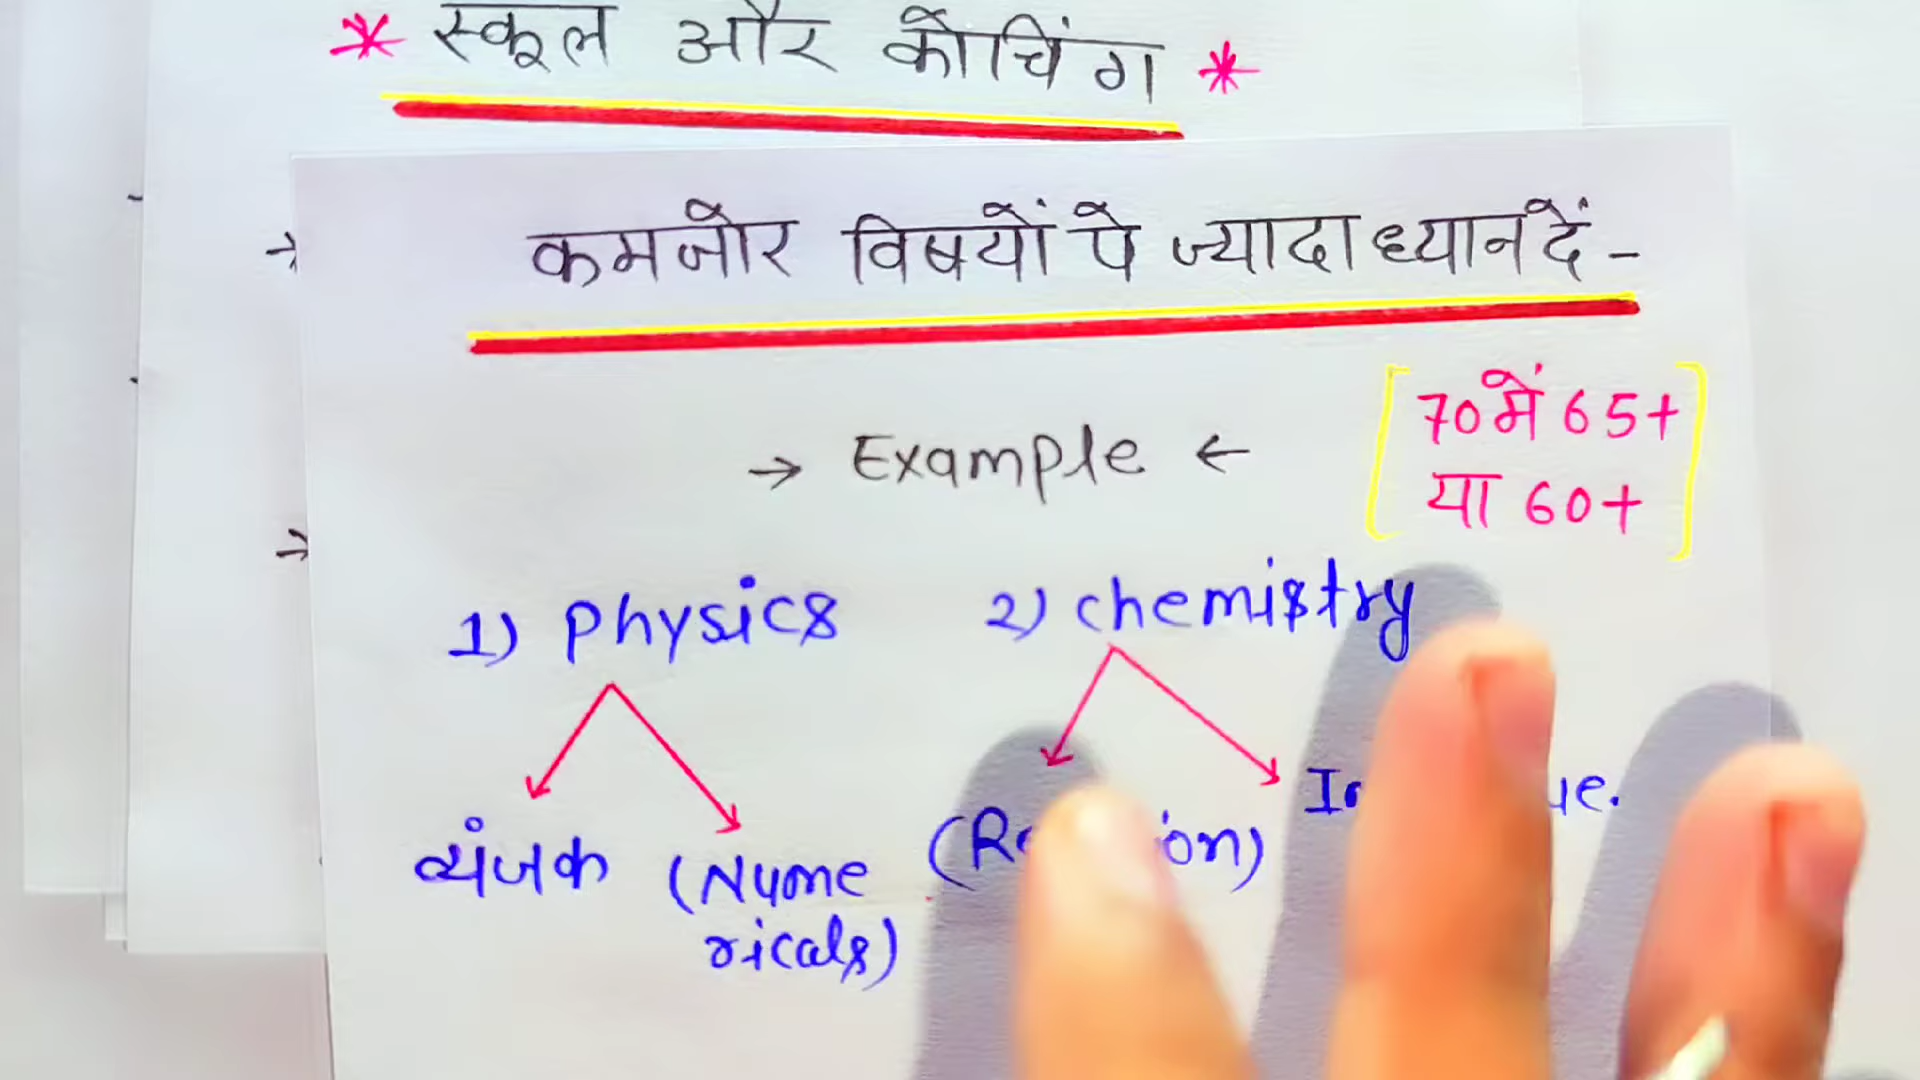 * स्कूल और कोचिंग *
कमजोर विषयों पे ज्यादा ध्यान दें -
→ Example ←
[70 में 65+
या 60+]
1) Physics
2) Chemistry
व्यंजक
(Nume
ricals)